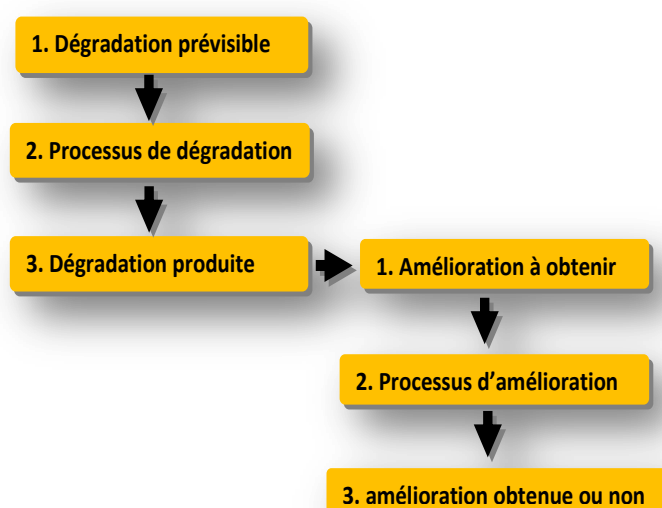 1. Dégradation prévisible
2. Processus de dégradation
3. Dégradation produite
1. Amélioration à obtenir
2. Processus d’amélioration
3. amélioration obtenue ou non